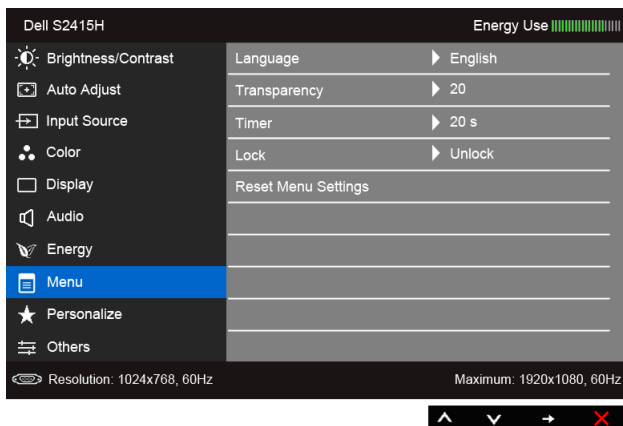 Dell S2415H Energy Use
Brightness/Contrast Language English
Auto Adjust Transparency 20
Input Source Timer 20 s
Color Lock Unlock
Display Reset Menu Settings
Audio
Energy
Menu
Personalize
Others
Resolution: 1024x768, 60Hz Maximum: 1920x1080, 60Hz